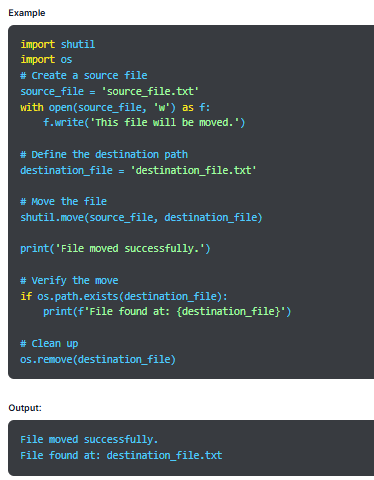 Example
import shutil
import os
# Create a source file
source_file = 'source_file.txt'
with open(source_file, 'w') as f:
    f.write('This file will be moved.')

# Define the destination path
destination_file = 'destination_file.txt'

# Move the file
shutil.move(source_file, destination_file)

print('File moved successfully.')

# Verify the move
if os.path.exists(destination_file):
    print(f'File found at: {destination_file}')

# Clean up
os.remove(destination_file)
Output:
File moved successfully.
File found at: destination_file.txt